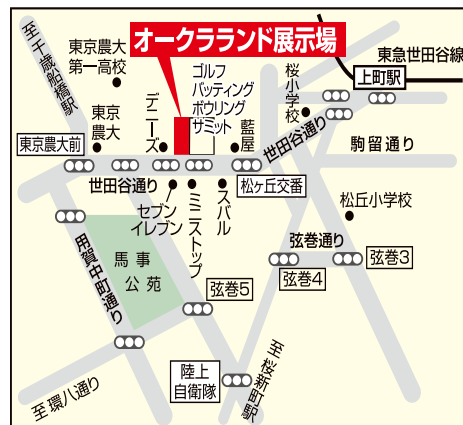 オークラランド展示場
至千歳船橋駅
東京農大
第一高校
東急世田谷線
上町駅
桜小学校
ゴルフ
バッティング
ボウリング
サミット
デニーズ
東京
農大
藍屋
世田谷通り
駒留通り
東京農大前
世田谷通り
松ヶ丘交番
セブン
イレブン
ミニストップ
スバル
松丘小学校
弦巻通り
弦巻3
弦巻4
用賀中町通り
馬事
公苑
弦巻5
陸上
自衛隊
至桜新町駅
至環八通り